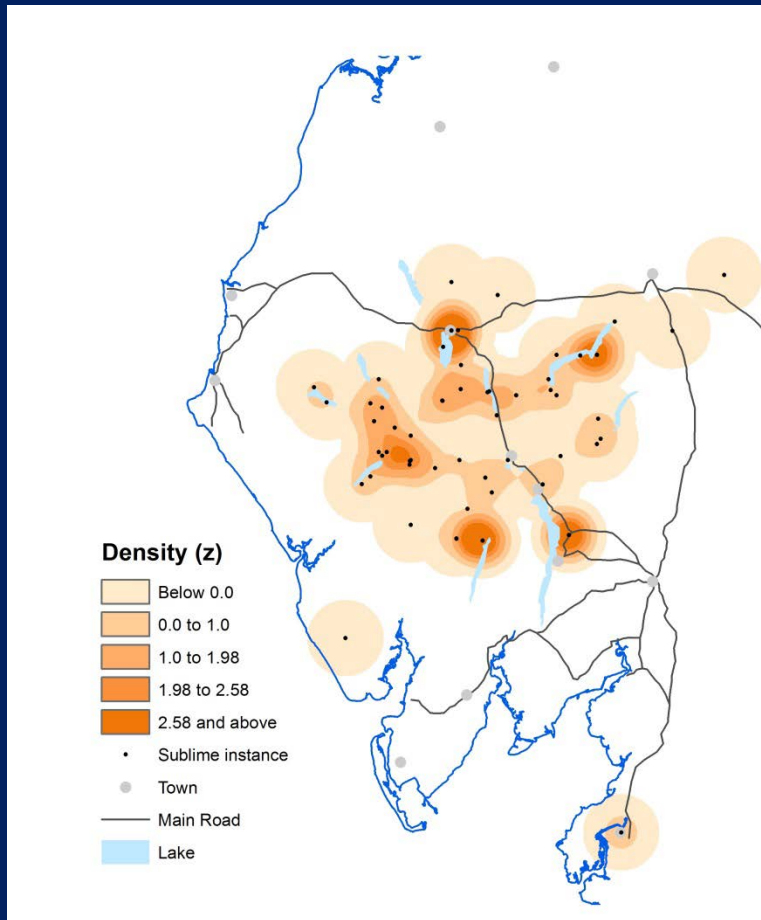 Density (z)
Below 0.0
0.0 to 1.0
1.0 to 1.98
1.98 to 2.58
2.58 and above
Sublime instance
Town
Main Road
Lake